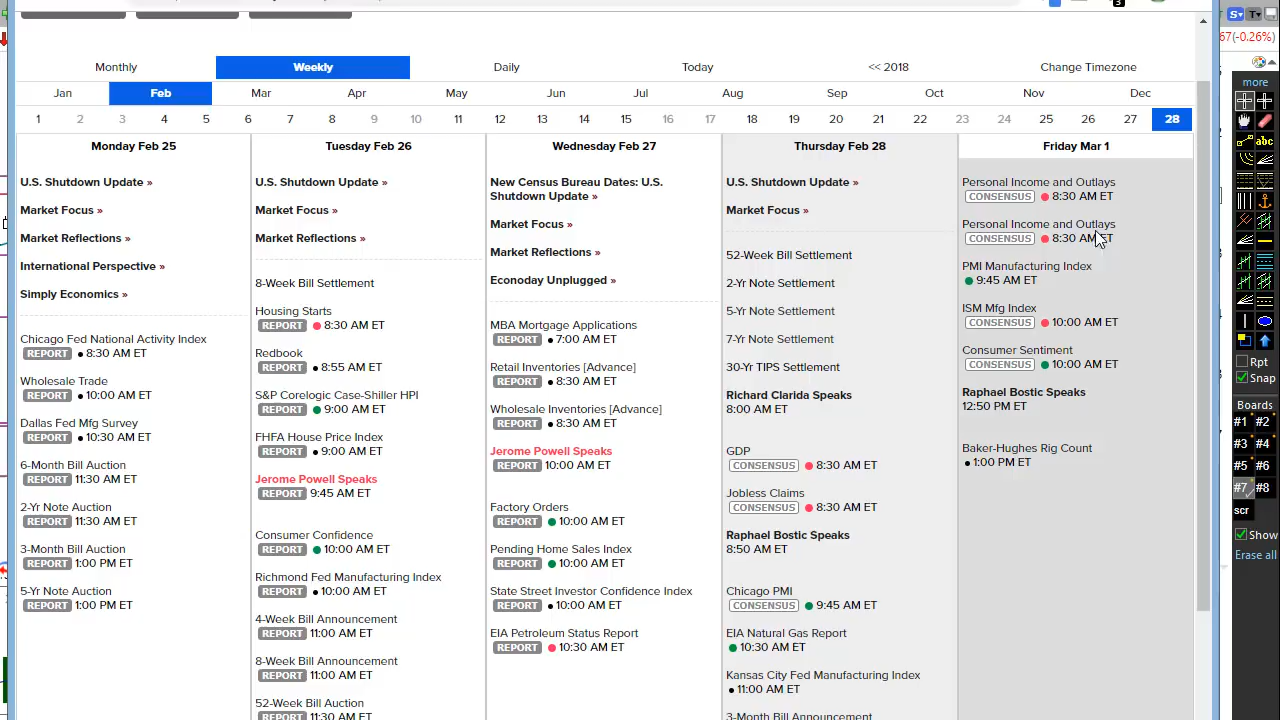 3
S
T
67(-0.26%)
Monthly Weekly Daily Today << 2018 Change Timezone
Jan Feb Mar Apr May Jun Jul Aug Sep Oct Nov Dec
1 2 3 4 5 6 7 8 9 10 11 12 13 14 15 16 17 18 19 20 21 22 23 24 25 26 27 28
Monday Feb 25
U.S. Shutdown Update »
Market Focus »
Market Reflections »
International Perspective »
Simply Economics »
Chicago Fed National Activity Index
REPORT • 8:30 AM ET
Wholesale Trade
REPORT • 10:00 AM ET
Dallas Fed Mfg Survey
REPORT • 10:30 AM ET
6-Month Bill Auction
REPORT 11:30 AM ET
2-Yr Note Auction
REPORT 11:30 AM ET
3-Month Bill Auction
REPORT 1:00 PM ET
5-Yr Note Auction
REPORT 1:00 PM ET
Tuesday Feb 26
U.S. Shutdown Update »
Market Focus »
Market Reflections »
8-Week Bill Settlement
Housing Starts
REPORT • 8:30 AM ET
Redbook
REPORT • 8:55 AM ET
S&P Corelogic Case-Shiller HPI
REPORT • 9:00 AM ET
FHFA House Price Index
REPORT • 9:00 AM ET
Jerome Powell Speaks
REPORT 9:45 AM ET
Consumer Confidence
REPORT • 10:00 AM ET
Richmond Fed Manufacturing Index
REPORT • 10:00 AM ET
4-Week Bill Announcement
REPORT 11:00 AM ET
8-Week Bill Announcement
REPORT 11:00 AM ET
52-Week Bill Auction
REPORT 11:30 AM ET
Wednesday Feb 27
New Census Bureau Dates: U.S.
Shutdown Update »
Market Focus »
Market Reflections »
Econoday Unplugged »
MBA Mortgage Applications
REPORT • 7:00 AM ET
Retail Inventories [Advance]
REPORT • 8:30 AM ET
Wholesale Inventories [Advance]
REPORT • 8:30 AM ET
Jerome Powell Speaks
REPORT 10:00 AM ET
Factory Orders
REPORT • 10:00 AM ET
Pending Home Sales Index
REPORT • 10:00 AM ET
State Street Investor Confidence Index
REPORT • 10:00 AM ET
EIA Petroleum Status Report
REPORT • 10:30 AM ET
Thursday Feb 28
U.S. Shutdown Update »
Market Focus »
52-Week Bill Settlement
2-Yr Note Settlement
5-Yr Note Settlement
7-Yr Note Settlement
30-Yr TIPS Settlement
Richard Clarida Speaks
8:00 AM ET
GDP
CONSENSUS • 8:30 AM ET
Jobless Claims
CONSENSUS • 8:30 AM ET
Raphael Bostic Speaks
8:50 AM ET
Chicago PMI
CONSENSUS • 9:45 AM ET
EIA Natural Gas Report
• 10:30 AM ET
Kansas City Fed Manufacturing Index
• 11:00 AM ET
3-Month Bill Announcement
Friday Mar 1
Personal Income and Outlays
CONSENSUS • 8:30 AM ET
Personal Income and Outlays
CONSENSUS • 8:30 AM ET
PMI Manufacturing Index
• 9:45 AM ET
ISM Mfg Index
CONSENSUS • 10:00 AM ET
Consumer Sentiment
CONSENSUS • 10:00 AM ET
Raphael Bostic Speaks
12:50 PM ET
Baker-Hughes Rig Count
• 1:00 PM ET
more
abc
Rpt
Snap
Boards
#1 #2
#3 #4
#5 #6
#7 #8
scr
Show
Erase all